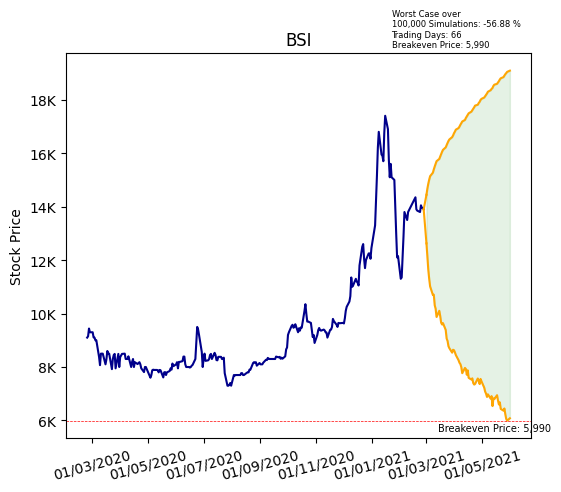 Worst Case over
100,000 Simulations: -56.88 %
Trading Days: 66
Breakeven Price: 5,990
BSI
Stock Price
18K
16K
14K
12K
10K
8K
6K
Breakeven Price: 5,990
01/03/2020
01/05/2020
01/07/2020
01/09/2020
01/11/2020
01/01/2021
01/03/2021
01/05/2021